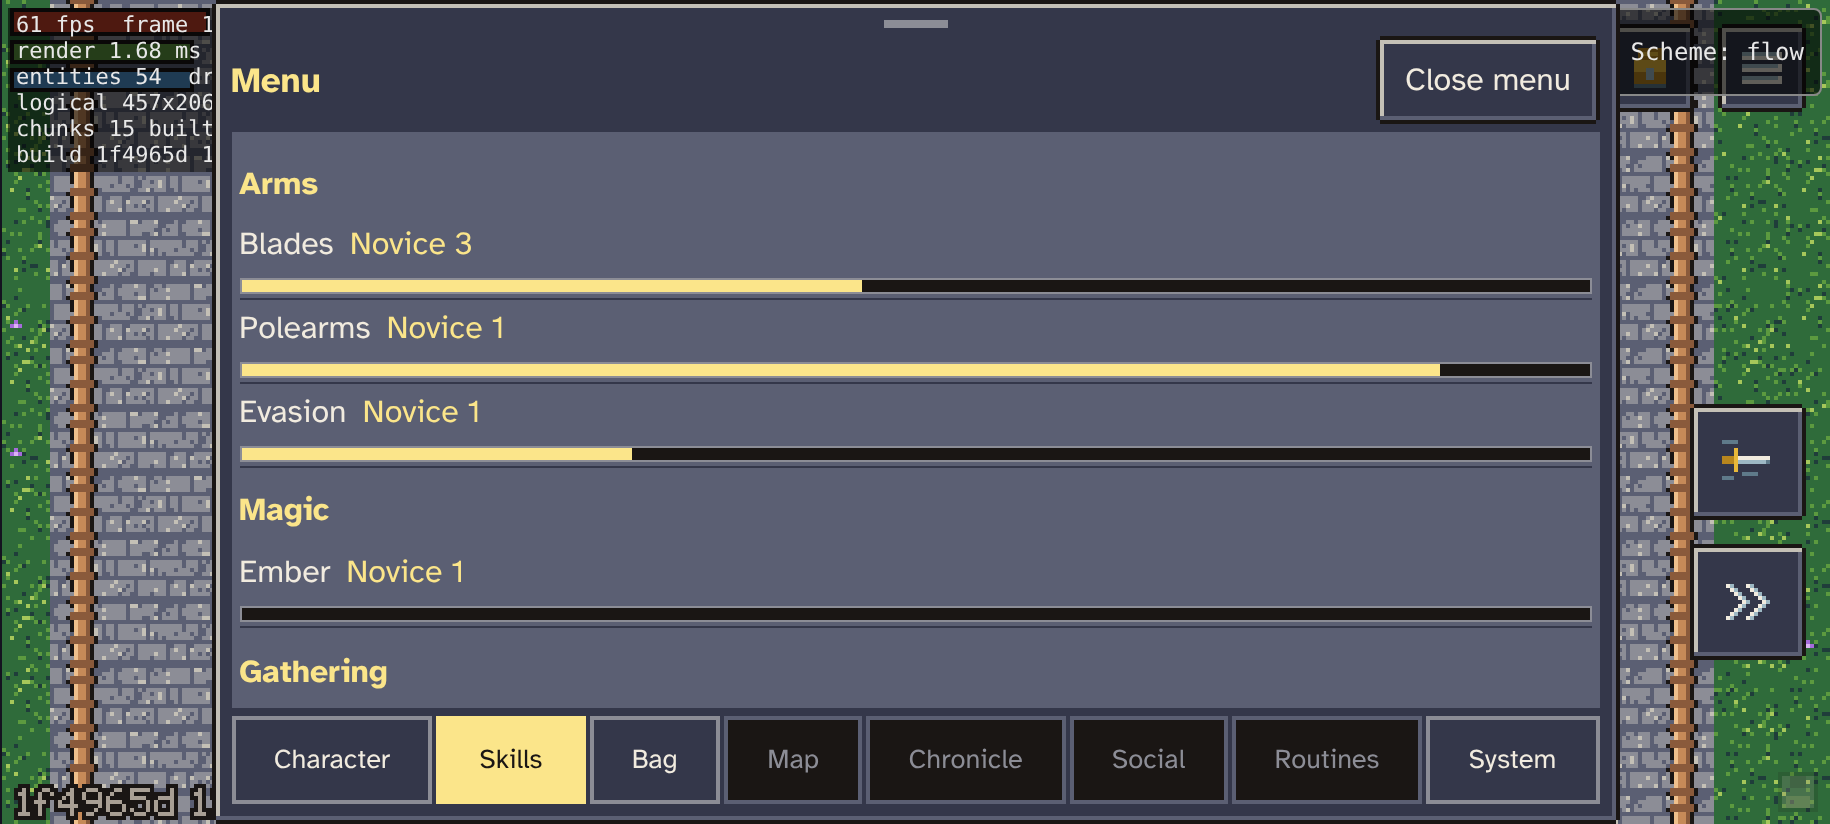 61 fps  frame 1
render 1.68 ms
entities 54  dr
logical 457x206
chunks 15 built
build 1f4965d 1
Menu
Close menu
Scheme: flow
Arms
Blades Novice 3
Polearms Novice 1
Evasion Novice 1
Magic
Ember Novice 1
Gathering
Character
Skills
Bag
Map
Chronicle
Social
Routines
System
1f4965d 1